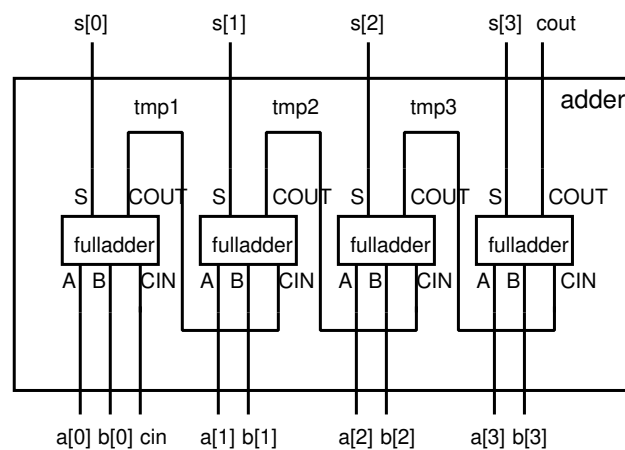 s[0] s[1] s[2] s[3] cout
adder
tmp1 tmp2 tmp3
S COUT S COUT S COUT S COUT
fulladder fulladder fulladder fulladder
A B CIN A B CIN A B CIN A B CIN
a[0] b[0] cin a[1] b[1] a[2] b[2] a[3] b[3]